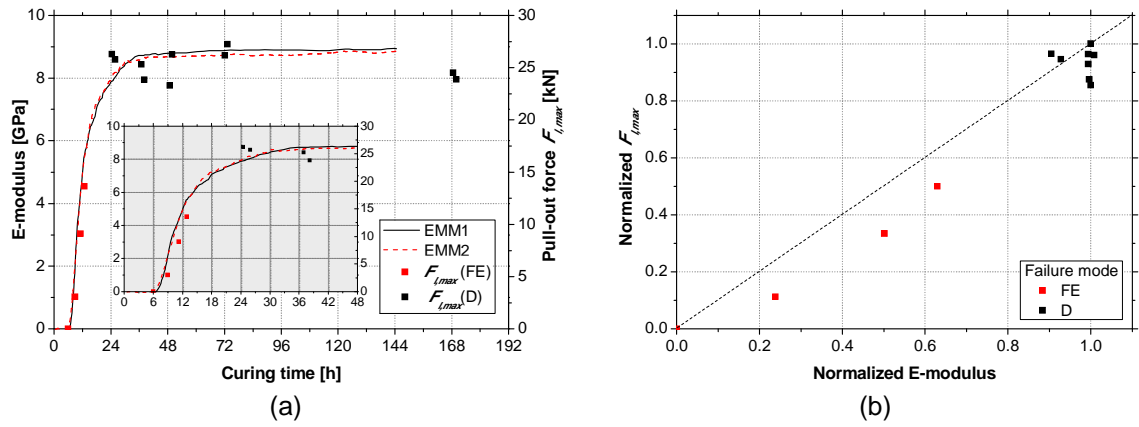 E-modulus [GPa]
10
8
6
4
2
0
0 24 48 72 96 120 144 168 192
Curing time [h]
30
25
20
15
10
5
0
Pull-out force F_{l,max} [kN]
10
8
6
4
2
0
0 6 12 18 24 30 36 42 48
30
25
20
15
10
5
0
EMM1
EMM2
F_{l,max} (FE)
F_{l,max} (D)
(a)
Normalized F_{l,max}
1.0
0.8
0.6
0.4
0.2
0.0
0.0 0.2 0.4 0.6 0.8 1.0
Normalized E-modulus
Failure mode
FE
D
(b)